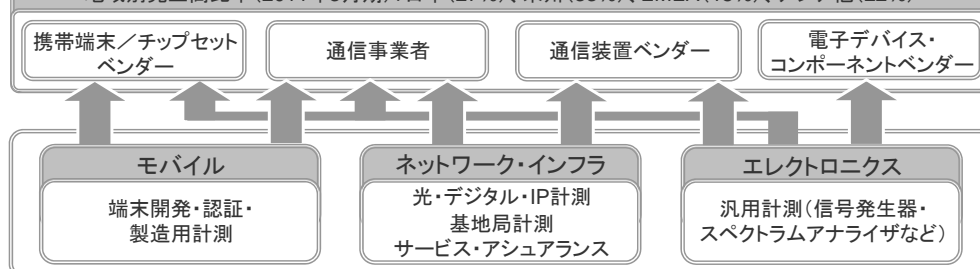 携帯端末／チップセット
ベンダー
通信事業者
通信装置ベンダー
電子デバイス・
コンポーネントベンダー
モバイル
端末開発・認証・
製造用計測
ネットワーク・インフラ
光・デジタル・IP計測
基地局計測
サービス・アシュアランス
エレクトロニクス
汎用計測（信号発生器・
スペクトラムアナライザなど）